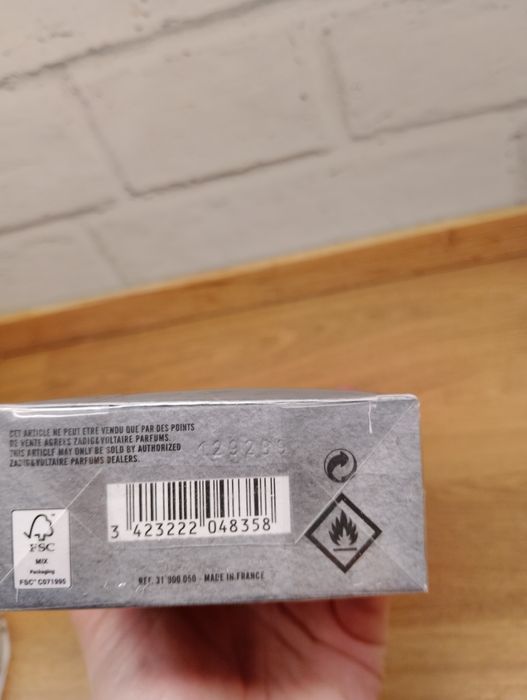 CET ARTICLE NE PEUT ETRE VENDU QUE PAR DES POINTS
DE VENTE AGREES ZADIG&VOLTAIRE PARFUMS.
THIS ARTICLE MAY ONLY BE SOLD BY AUTHORIZED
ZADIG&VOLTAIRE PARFUMS DEALERS.
3 423222 048358
FSC
MIX
Packaging
FSC® C071995
REF. 31 900 050 - MADE IN FRANCE